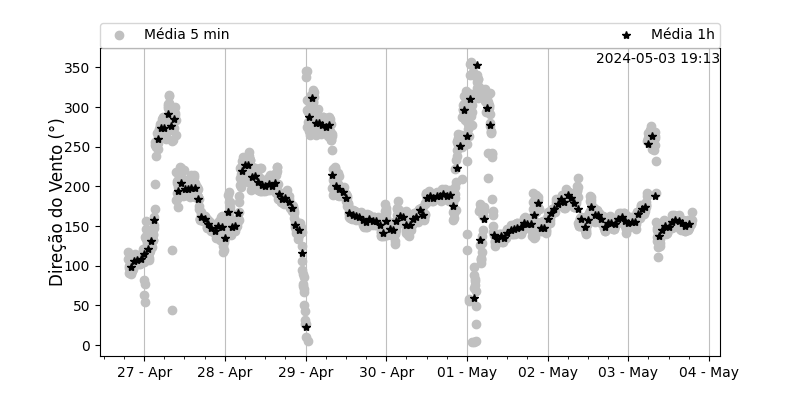 Média 5 min
Média 1h
2024-05-03 19:13
Direção do Vento (°)
350
300
250
200
150
100
50
0
27 - Apr
28 - Apr
29 - Apr
30 - Apr
01 - May
02 - May
03 - May
04 - May